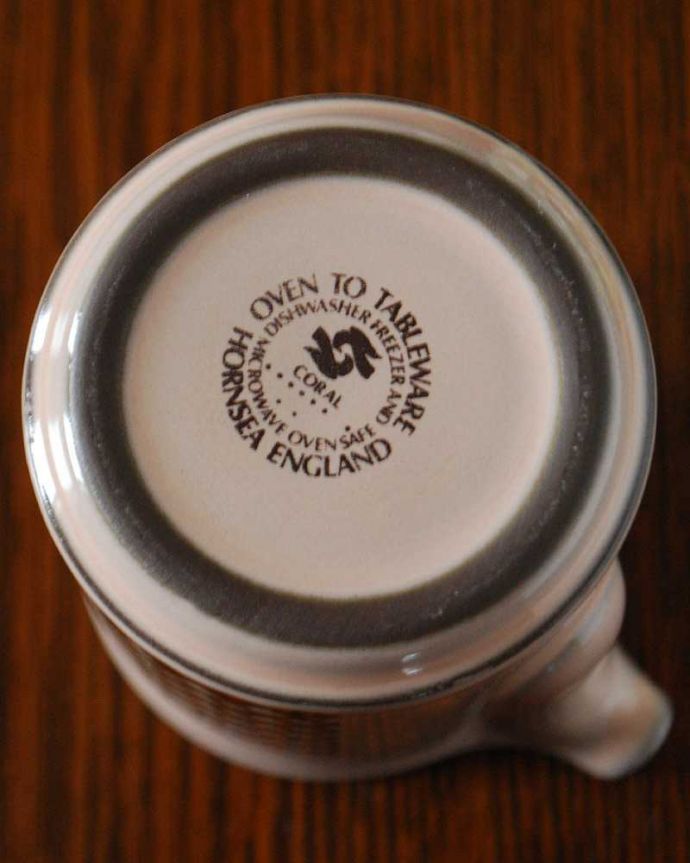 OVEN TO TABLEWARE
HORNSEA ENGLAND
DISHWASHER FREEZER AND
MICROWAVE OVEN SAFE
CORAL